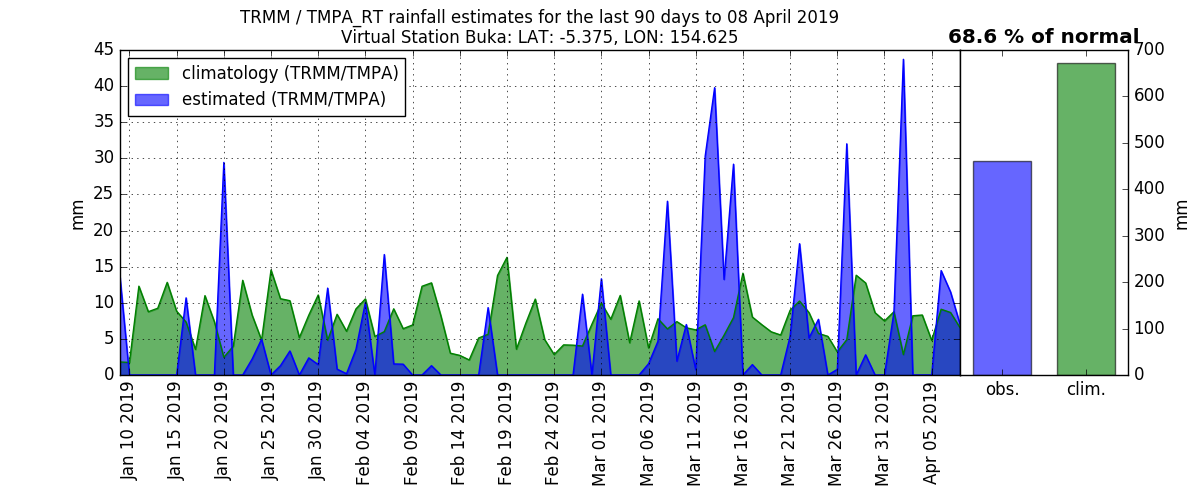 TRMM / TMPA_RT rainfall estimates for the last 90 days to 08 April 2019
Virtual Station Buka: LAT: -5.375, LON: 154.625
68.6 % of normal
climatology (TRMM/TMPA)
estimated (TRMM/TMPA)
45
40
35
30
25
20
15
10
5
0
mm
Jan 10 2019
Jan 15 2019
Jan 20 2019
Jan 25 2019
Jan 30 2019
Feb 04 2019
Feb 09 2019
Feb 14 2019
Feb 19 2019
Feb 24 2019
Mar 01 2019
Mar 06 2019
Mar 11 2019
Mar 16 2019
Mar 21 2019
Mar 26 2019
Mar 31 2019
Apr 05 2019
obs.
clim.
700
600
500
400
300
200
100
0
mm